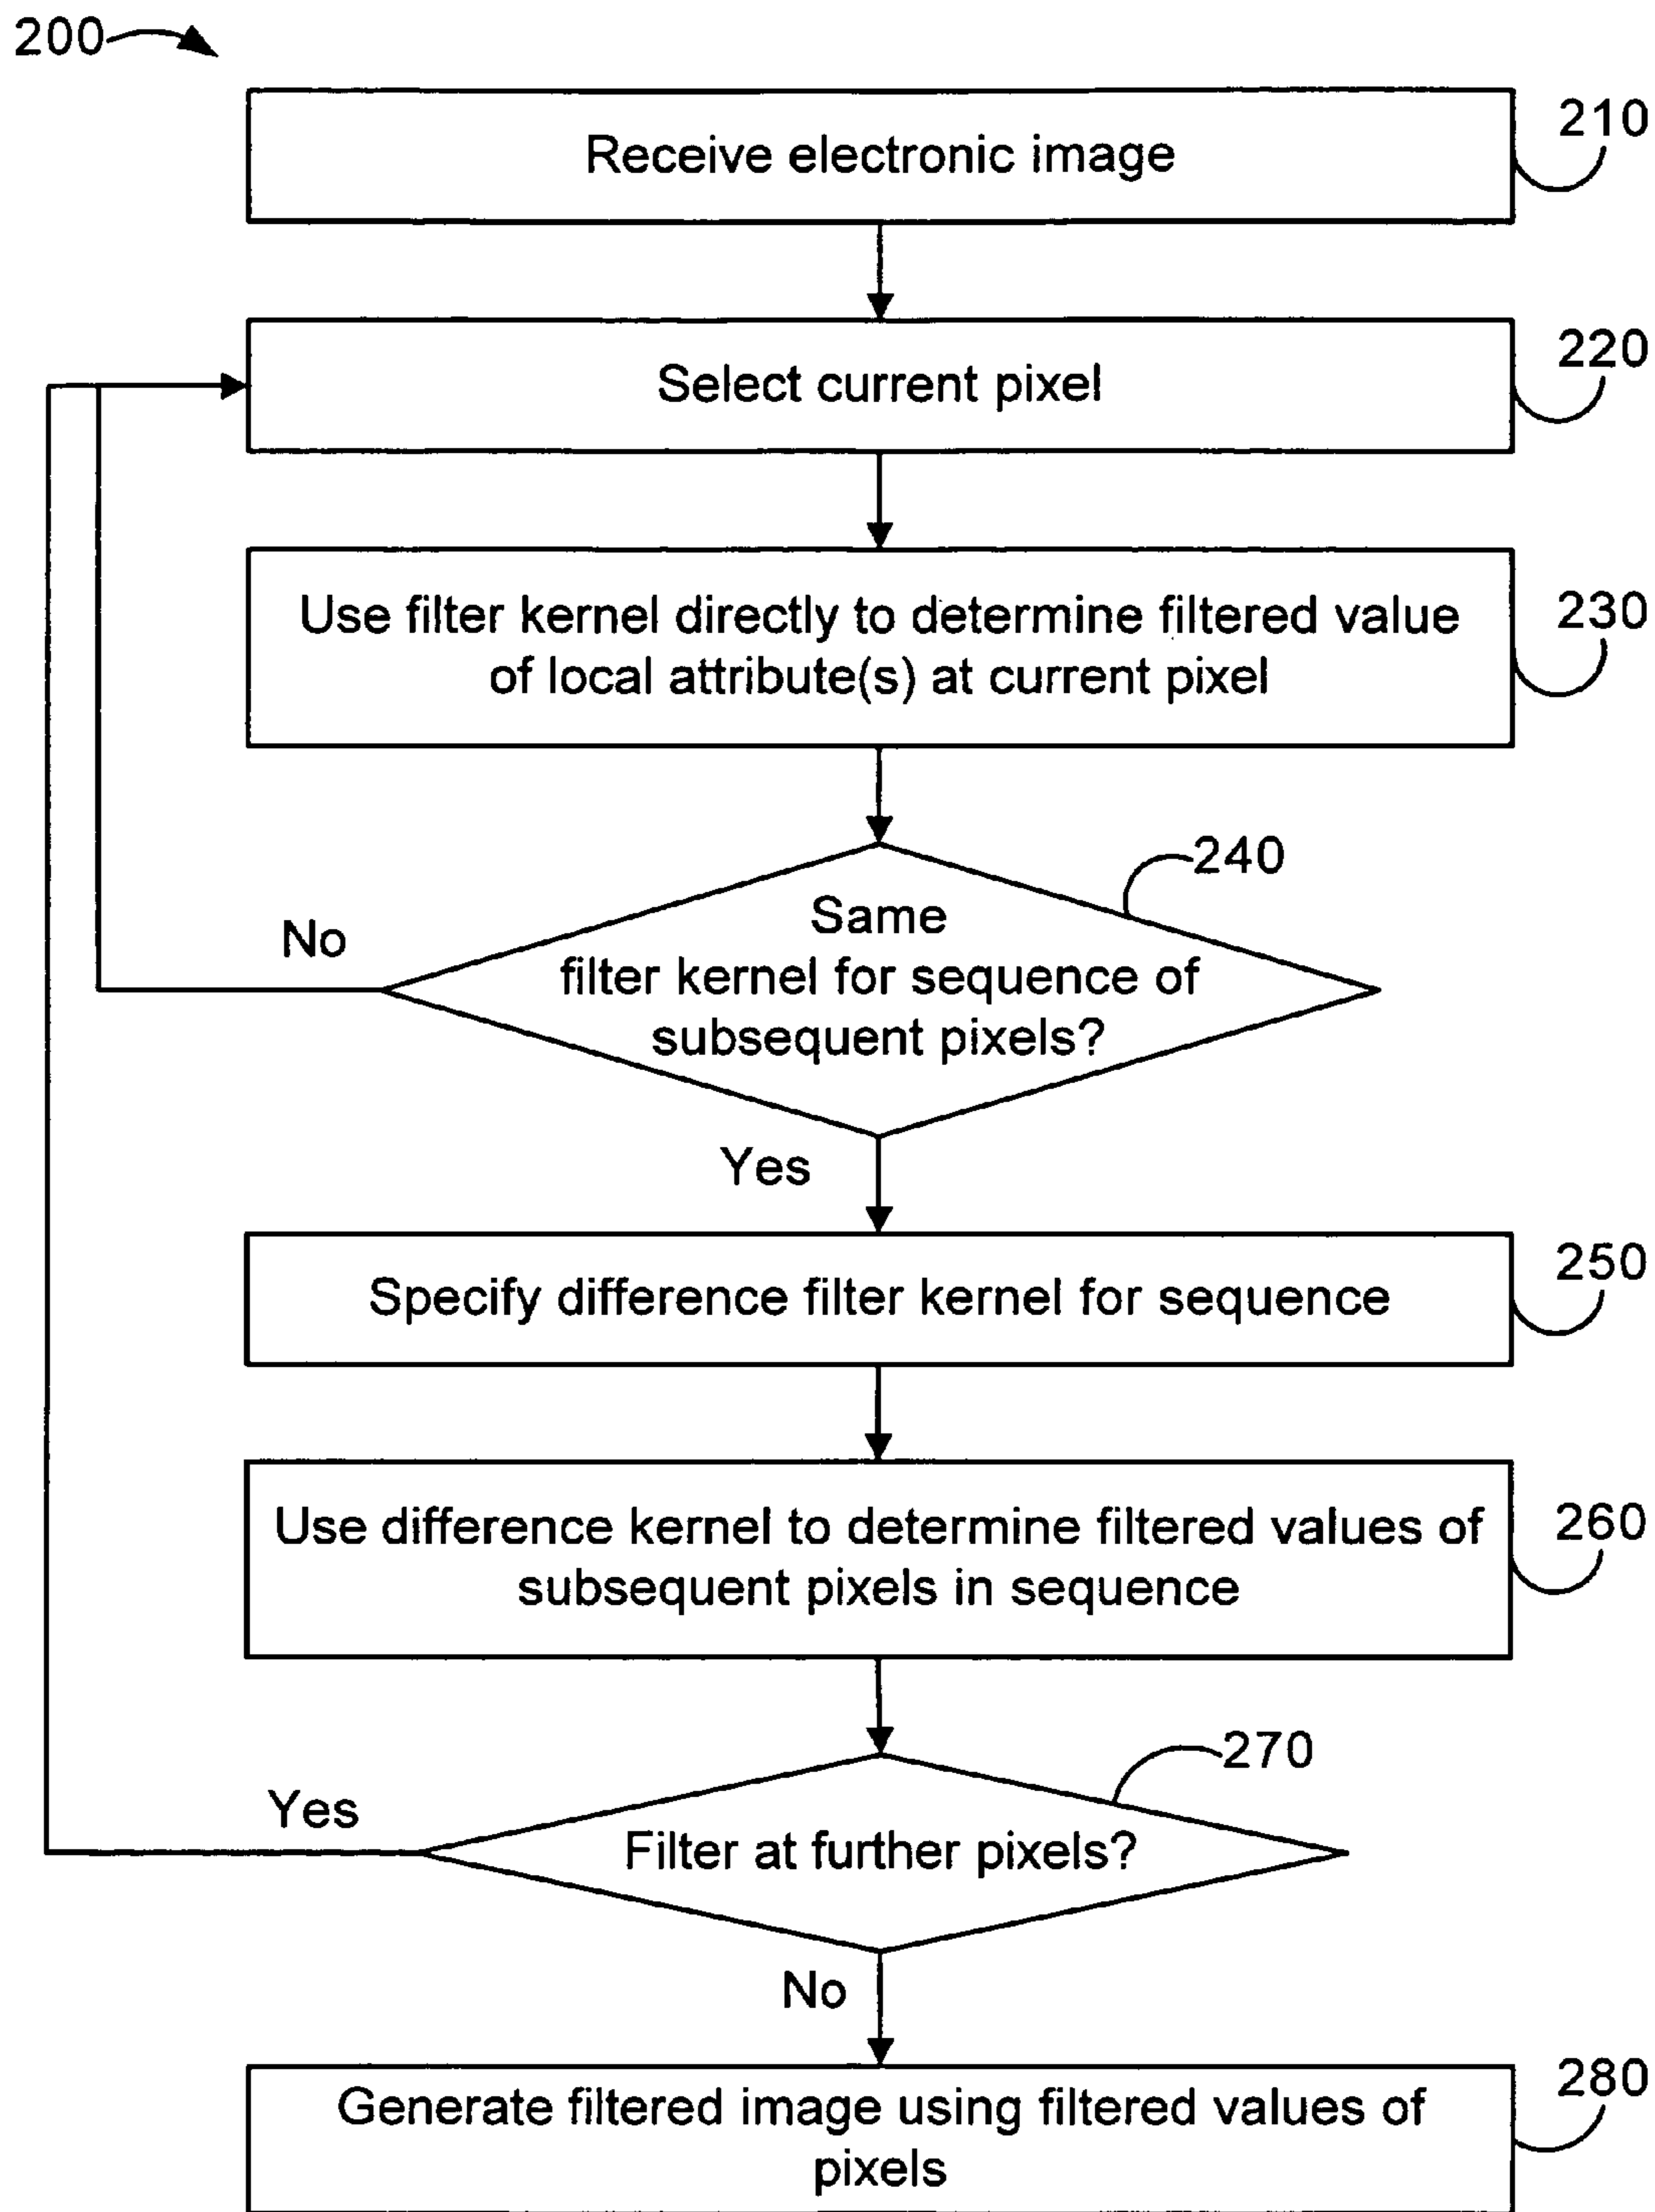 200
Receive electronic image
210
Select current pixel
220
Use filter kernel directly to determine filtered value
of local attribute(s) at current pixel
230
240
Same
filter kernel for sequence of
subsequent pixels?
No
Yes
Specify difference filter kernel for sequence
250
Use difference kernel to determine filtered values of
subsequent pixels in sequence
260
270
Yes
Filter at further pixels?
No
Generate filtered image using filtered values of
pixels
280